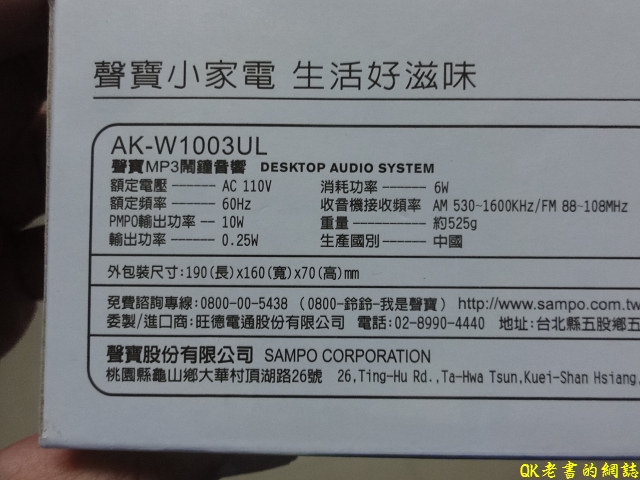 聲寶小家電 生活好滋味
AK-W1003UL
聲寶MP3鬧鐘音響 DESKTOP AUDIO SYSTEM
額定電壓 —— AC 110V 消耗功率 —— 6W
額定頻率 —— 60Hz 收音機接收頻率 AM 530~1600KHz/FM 88~108MHz
PMPO輸出功率 —— 10W 重量 —— 約525g
輸出功率 —— 0.25W 生產國別 —— 中國
外包裝尺寸:190(長)x160(寬)x70(高)mm
免費諮詢專線:0800-00-5438 (0800-鈴鈴-我是聲寶) http://www.sampo.com.tw
委製/進口商:旺德電通股份有限公司 電話:02-8990-4440 地址:台北縣五股鄉五
聲寶股份有限公司 SAMPO CORPORATION
桃園縣龜山鄉大華村頂湖路26號 26,Ting-Hu Rd.,Ta-Hwa Tsun,Kuei-Shan Hsiang,
QK老書的網誌